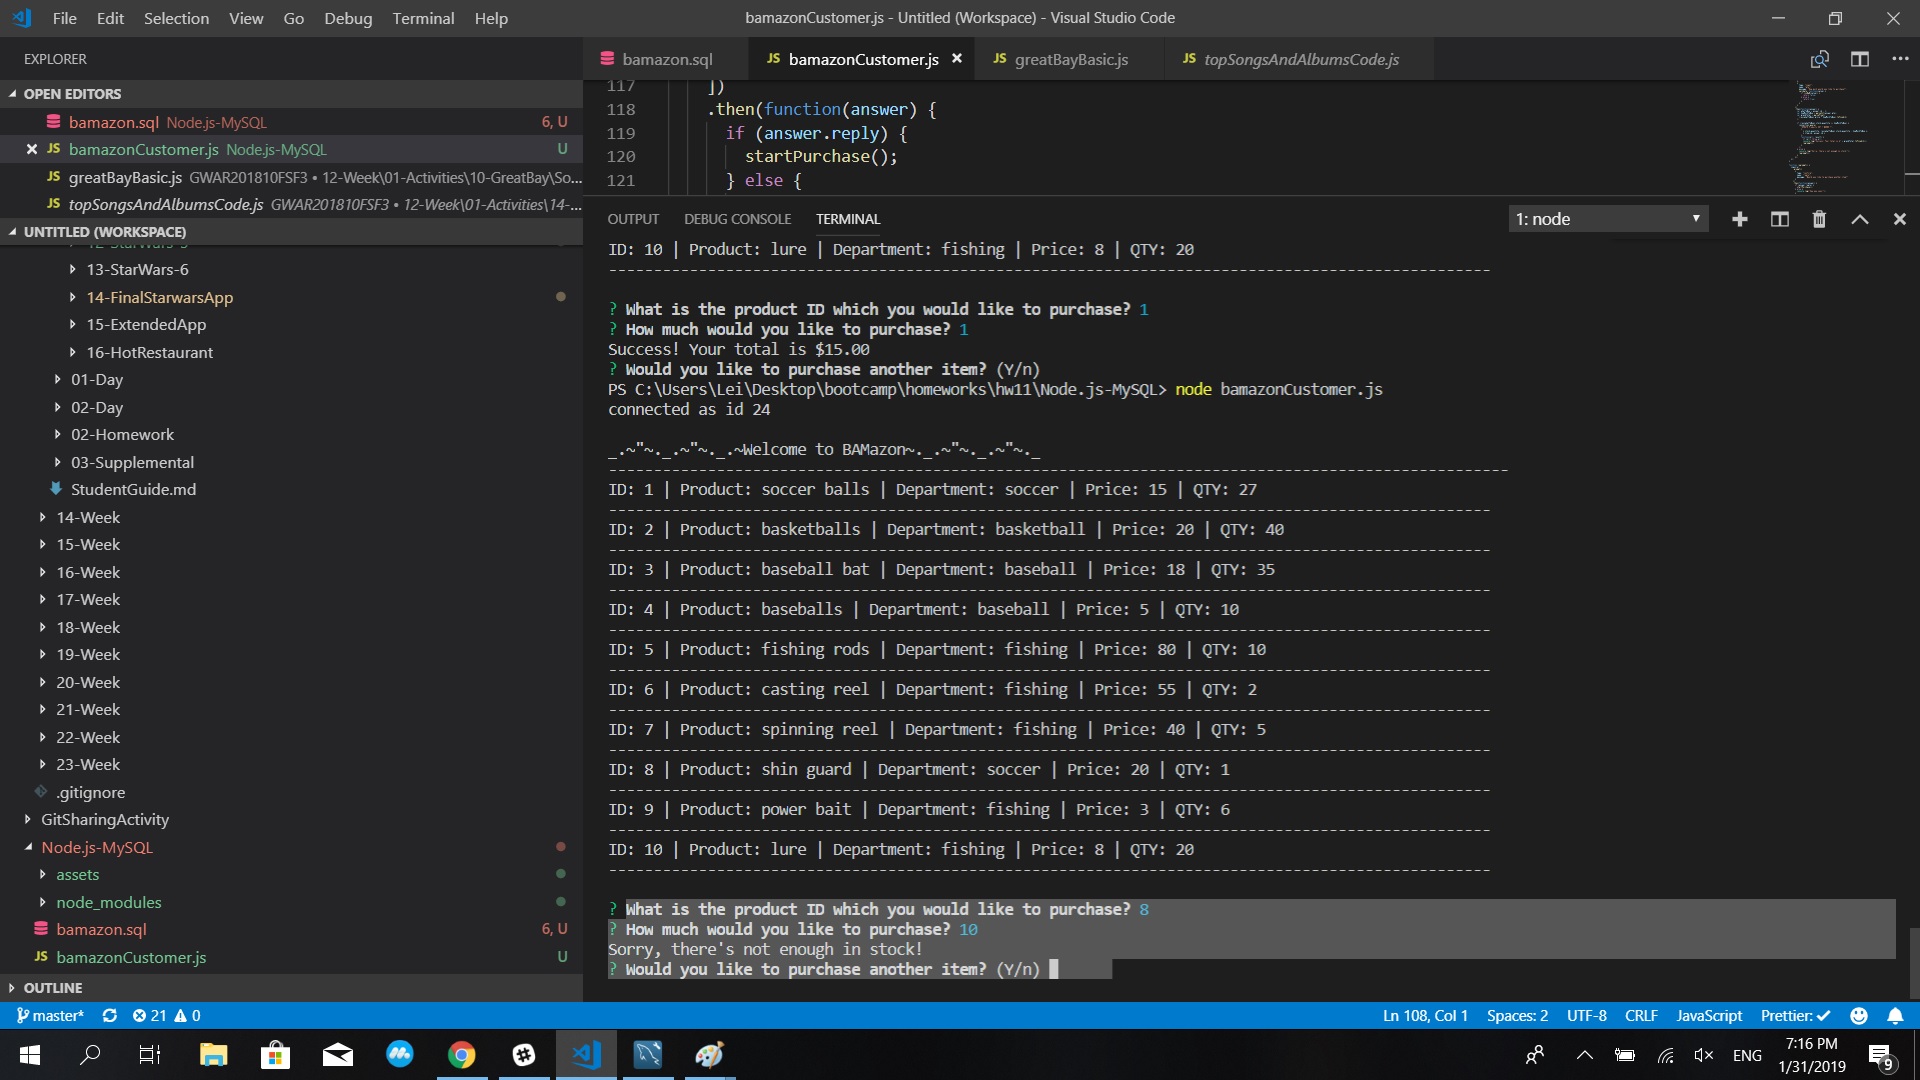 File Edit Selection View Go Debug Terminal Help
bamazonCustomer.js - Untitled (Workspace) - Visual Studio Code
EXPLORER
OPEN EDITORS
bamazon.sql Node.js-MySQL 6, U
bamazonCustomer.js Node.js-MySQL U
greatBayBasic.js GWAR201810FSF3 • 12-Week\01-Activities\10-GreatBay\So...
topSongsAndAlbumsCode.js GWAR201810FSF3 • 12-Week\01-Activities\14-...
UNTITLED (WORKSPACE)
13-StarWars-6
14-FinalStarwarsApp
15-ExtendedApp
16-HotRestaurant
01-Day
02-Day
02-Homework
03-Supplemental
StudentGuide.md
14-Week
15-Week
16-Week
17-Week
18-Week
19-Week
20-Week
21-Week
22-Week
23-Week
.gitignore
GitSharingActivity
Node.js-MySQL
assets
node_modules
bamazon.sql 6, U
JS bamazonCustomer.js U
OUTLINE
bamazon.sql JS bamazonCustomer.js JS greatBayBasic.js JS topSongsAndAlbumsCode.js
117 ])
118 .then(function(answer) {
119 if (answer.reply) {
120 startPurchase();
121 } else {
OUTPUT DEBUG CONSOLE TERMINAL 1: node
ID: 10 | Product: lure | Department: fishing | Price: 8 | QTY: 20
--------------------------------------------------------------------------------------------------
? What is the product ID which you would like to purchase? 1
? How much would you like to purchase? 1
Success! Your total is $15.00
? Would you like to purchase another item? (Y/n)
PS C:\Users\Lei\Desktop\bootcamp\homeworks\hw11\Node.js-MySQL> node bamazonCustomer.js
connected as id 24
_.~"~._.~"~._.~Welcome to BAMazon~._.~"~._.~"~._
----------------------------------------------------------------------------------------------------
ID: 1 | Product: soccer balls | Department: soccer | Price: 15 | QTY: 27
--------------------------------------------------------------------------------------------------
ID: 2 | Product: basketballs | Department: basketball | Price: 20 | QTY: 40
--------------------------------------------------------------------------------------------------
ID: 3 | Product: baseball bat | Department: baseball | Price: 18 | QTY: 35
--------------------------------------------------------------------------------------------------
ID: 4 | Product: baseballs | Department: baseball | Price: 5 | QTY: 10
--------------------------------------------------------------------------------------------------
ID: 5 | Product: fishing rods | Department: fishing | Price: 80 | QTY: 10
--------------------------------------------------------------------------------------------------
ID: 6 | Product: casting reel | Department: fishing | Price: 55 | QTY: 2
--------------------------------------------------------------------------------------------------
ID: 7 | Product: spinning reel | Department: fishing | Price: 40 | QTY: 5
--------------------------------------------------------------------------------------------------
ID: 8 | Product: shin guard | Department: soccer | Price: 20 | QTY: 1
--------------------------------------------------------------------------------------------------
ID: 9 | Product: power bait | Department: fishing | Price: 3 | QTY: 6
--------------------------------------------------------------------------------------------------
ID: 10 | Product: lure | Department: fishing | Price: 8 | QTY: 20
--------------------------------------------------------------------------------------------------
? What is the product ID which you would like to purchase? 8
? How much would you like to purchase? 10
Sorry, there's not enough in stock!
? Would you like to purchase another item? (Y/n)
master* 21 0 Ln 108, Col 1 Spaces: 2 UTF-8 CRLF JavaScript Prettier: ✓
ENG 7:16 PM
1/31/2019
9